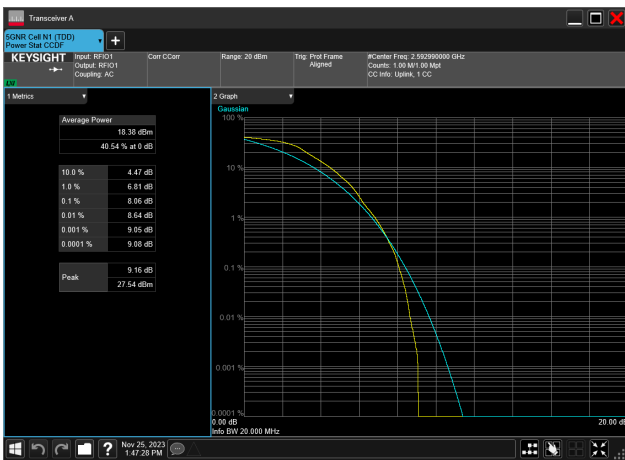 Transceiver A
5GNR Cell N1 (TDD)
Power Stat CCDF
KEYSIGHT
LV
Input: RFIO1
Output: RFIO1
Coupling: AC
Corr CCorr
Range: 20 dBm
Trig: Prot Frame
Aligned
#Center Freq: 2.592990000 GHz
Counts: 1.00 M/1.00 Mpt
CC Info: Uplink, 1 CC
1 Metrics
Average Power
18.38 dBm
40.54 % at 0 dB
10.0 % 4.47 dB
1.0 % 6.81 dB
0.1 % 8.06 dB
0.01 % 8.64 dB
0.001 % 9.05 dB
0.0001 % 9.08 dB
Peak 9.16 dB
27.54 dBm
2 Graph
Gaussian
100 %
10 %
1 %
0.1 %
0.01 %
0.001 %
0.0001 %
0.00 dB 20.00 dB
Info BW 20.000 MHz
? Nov 25, 2023
1:47:28 PM